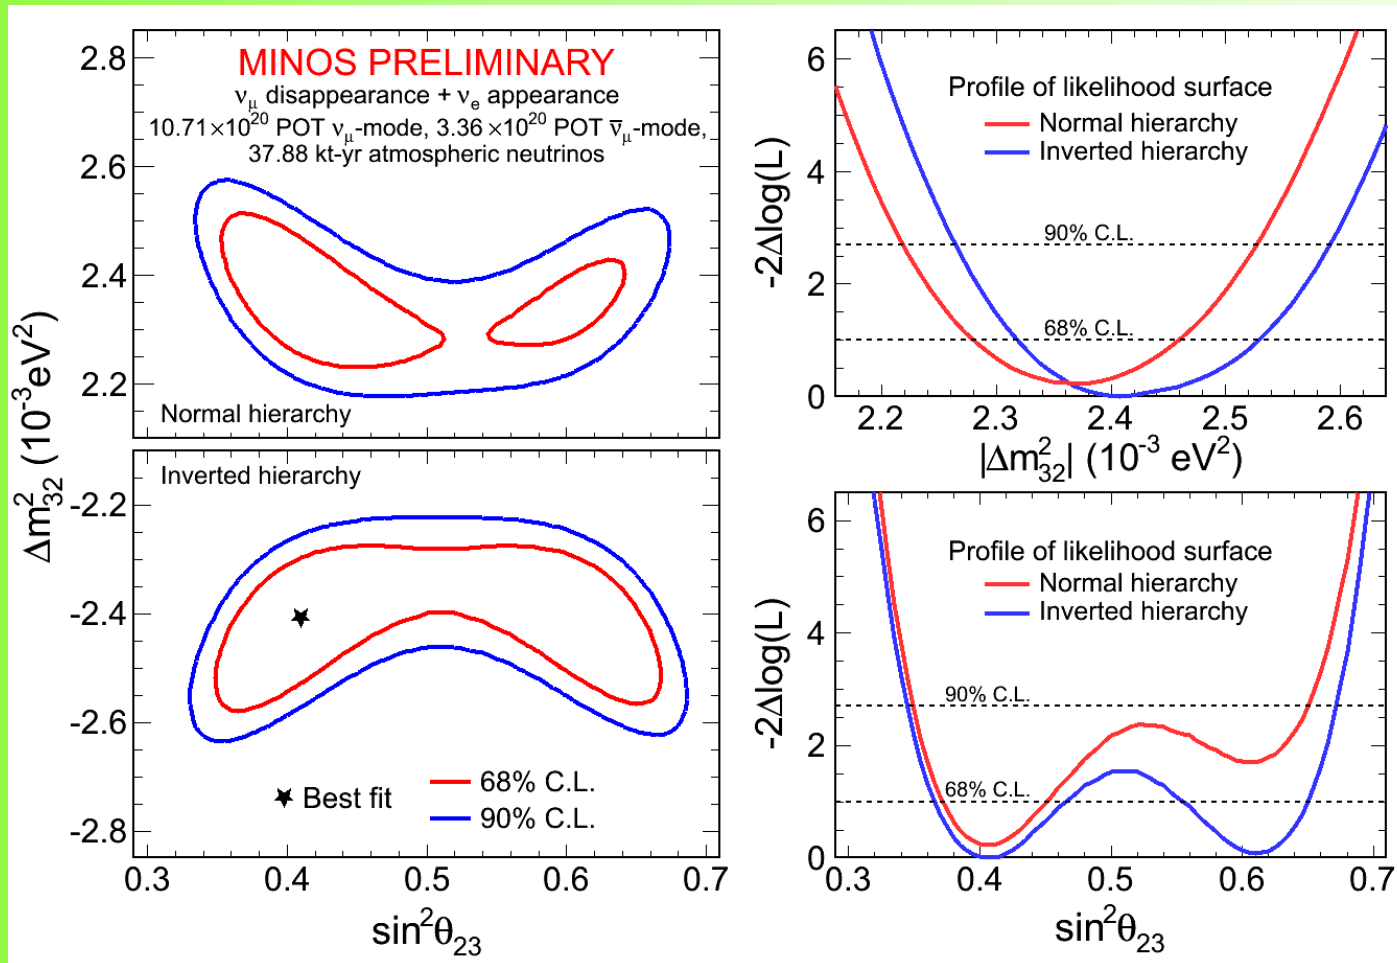 MINOS PRELIMINARY
νμ disappearance + νe appearance
10.71×10²⁰ POT νμ-mode, 3.36×10²⁰ POT ν̅μ-mode,
37.88 kt-yr atmospheric neutrinos
2.8
2.6
2.4
2.2
Normal hierarchy
Δm²₃₂ (10⁻³eV²)
Inverted hierarchy
-2.2
-2.4
-2.6
-2.8
Best fit
68% C.L.
90% C.L.
0.3 0.4 0.5 0.6 0.7
sin²θ₂₃
-2Δlog(L)
6
4
2
0
Profile of likelihood surface
Normal hierarchy
Inverted hierarchy
90% C.L.
68% C.L.
2.2 2.3 2.4 2.5 2.6
|Δm²₃₂| (10⁻³ eV²)
-2Δlog(L)
6
4
2
0
Profile of likelihood surface
Normal hierarchy
Inverted hierarchy
90% C.L.
68% C.L.
0.3 0.4 0.5 0.6 0.7
sin²θ₂₃